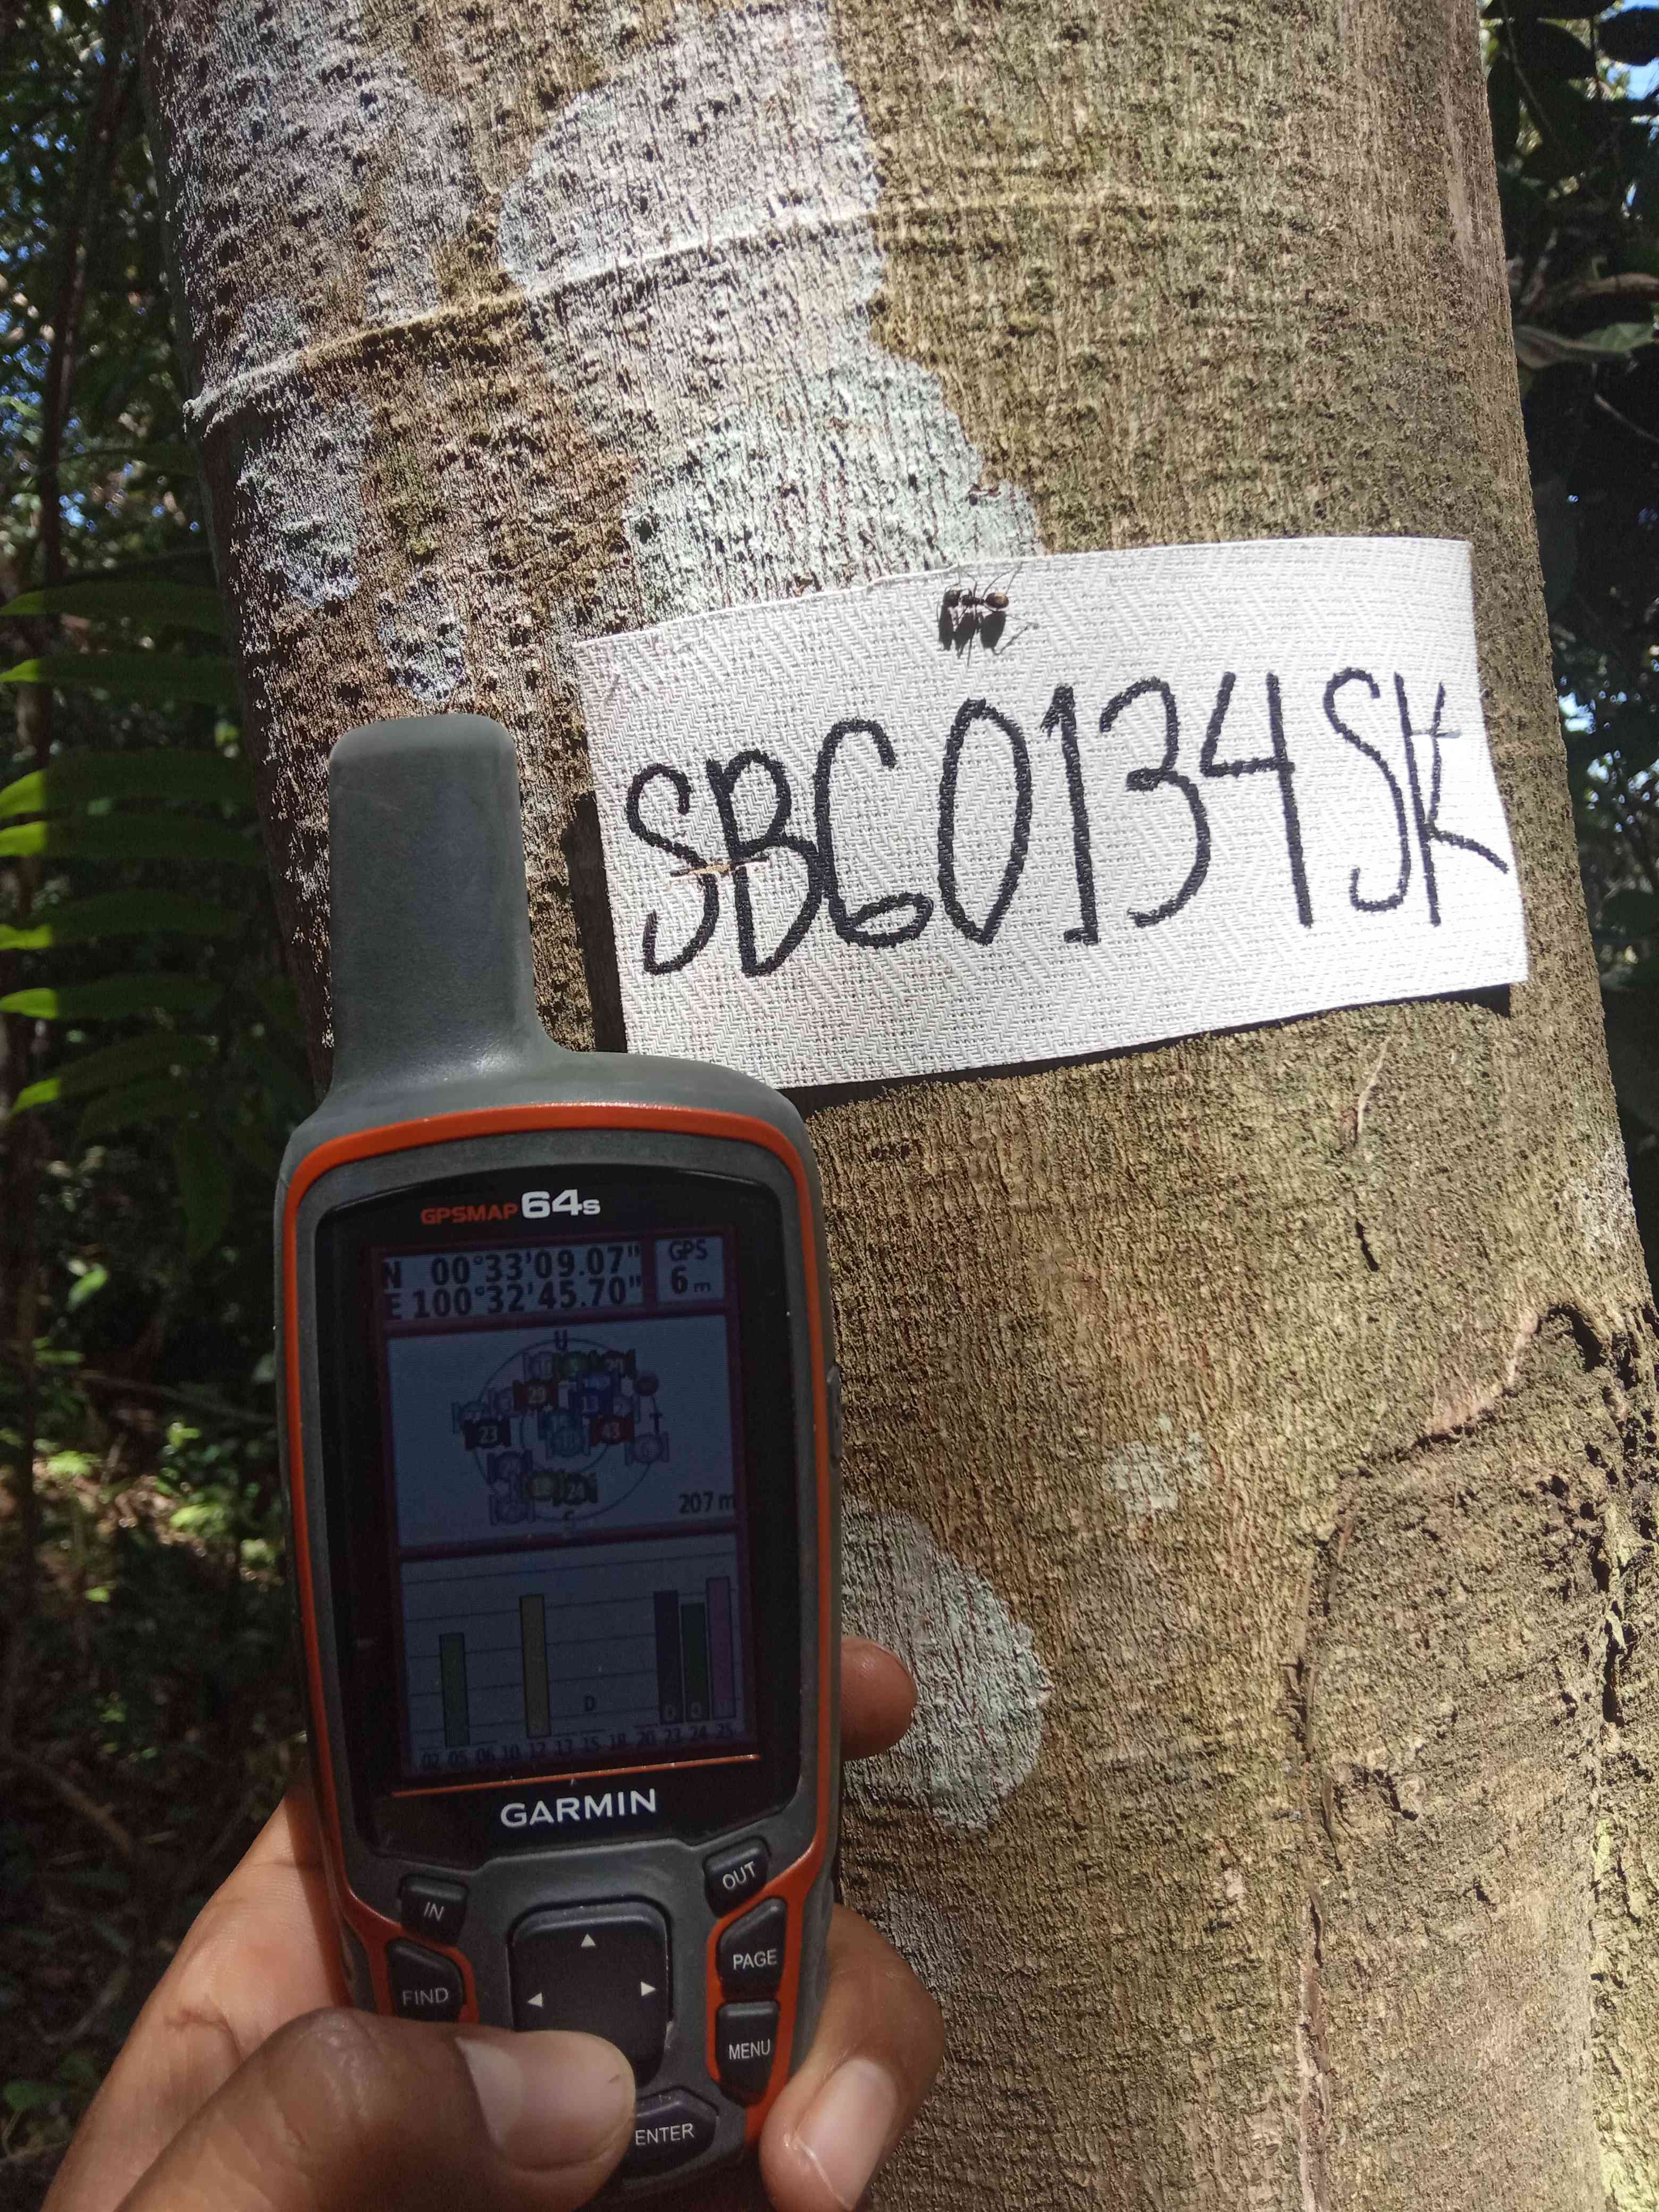 SBG0134SK
GPSMAP 64s
N 00°33'09.07" GPS
E 100°32'45.70" 6 m
U
29
23
43
24
207 m
D
02 05 06 10 12 13 15 18 20 23 24 25
GARMIN
IN
OUT
FIND
PAGE
MENU
ENTER